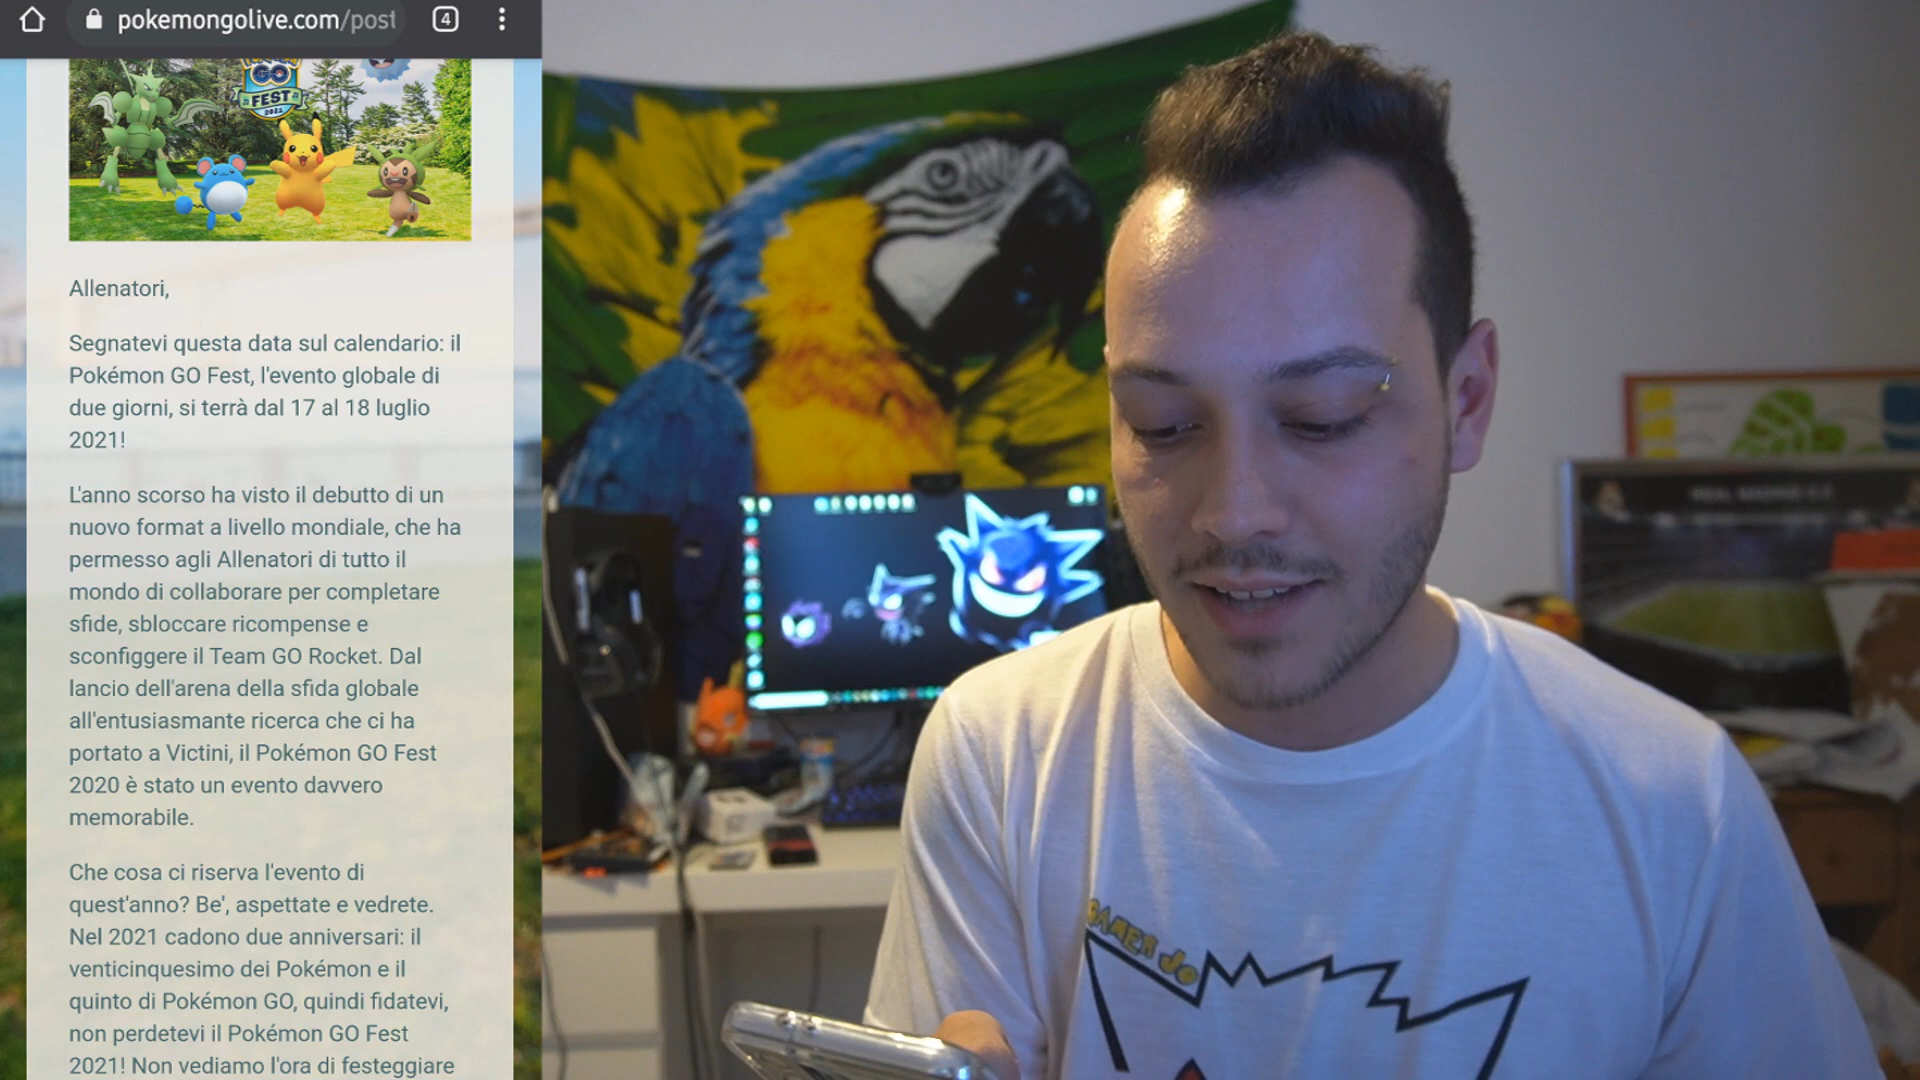 pokemongolive.com/post
4
GO
FEST
2021
Allenatori,
Segnatevi questa data sul calendario: il
Pokémon GO Fest, l'evento globale di
due giorni, si terrà dal 17 al 18 luglio
2021!
L'anno scorso ha visto il debutto di un
nuovo format a livello mondiale, che ha
permesso agli Allenatori di tutto il
mondo di collaborare per completare
sfide, sbloccare ricompense e
sconfiggere il Team GO Rocket. Dal
lancio dell'arena della sfida globale
all'entusiasmante ricerca che ci ha
portato a Victini, il Pokémon GO Fest
2020 è stato un evento davvero
memorabile.
Che cosa ci riserva l'evento di
quest'anno? Be', aspettate e vedrete.
Nel 2021 cadono due anniversari: il
venticinquesimo dei Pokémon e il
quinto di Pokémon GO, quindi fidatevi,
non perdetevi il Pokémon GO Fest
2021! Non vediamo l'ora di festeggiare
GAMER JO